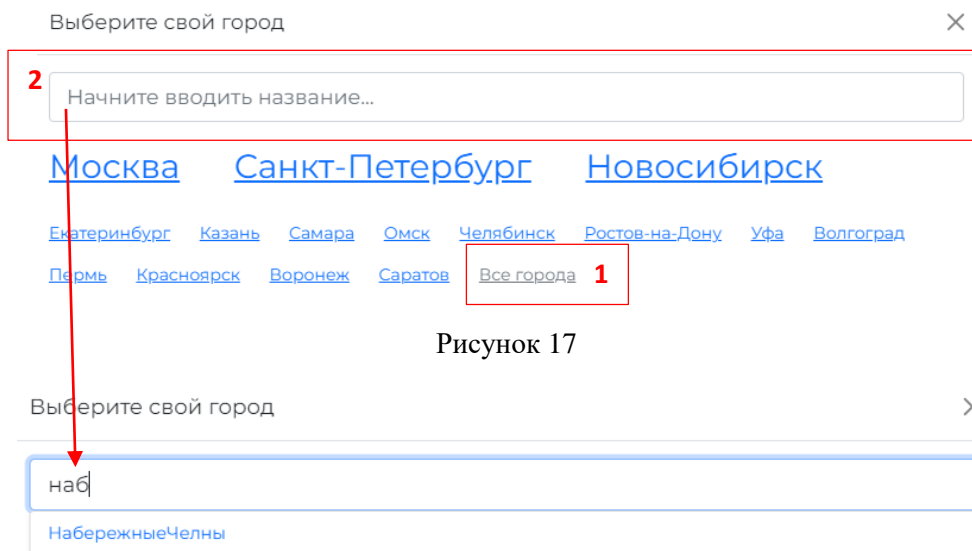 Выберите свой город
2
Начните вводить название...
Москва Санкт-Петербург Новосибирск
Екатеринбург Казань Самара Омск Челябинск Ростов-на-Дону Уфа Волгоград
Пермь Красноярск Воронеж Саратов Все города 1
Рисунок 17
Выберите свой город
наб
НабережныеЧелны